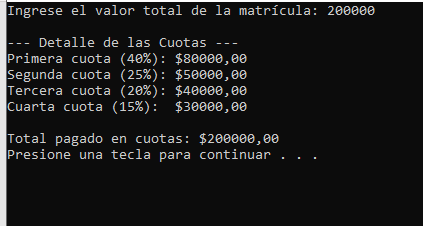 Ingrese el valor total de la matrícula: 200000
--- Detalle de las Cuotas ---
Primera cuota (40%): $80000,00
Segunda cuota (25%): $50000,00
Tercera cuota (20%): $40000,00
Cuarta cuota (15%):  $30000,00
Total pagado en cuotas: $200000,00
Presione una tecla para continuar . . .